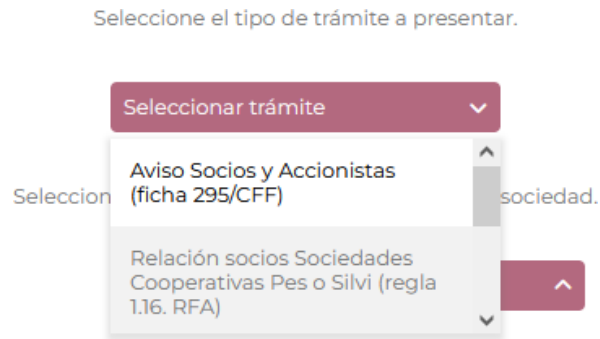 Seleccione el tipo de trámite a presentar.
Seleccionar trámite
Aviso Socios y Accionistas
(ficha 295/CFF)
Seleccion
sociedad.
Relación socios Sociedades
Cooperativas Pes o Silvi (regla
1.16. RFA)